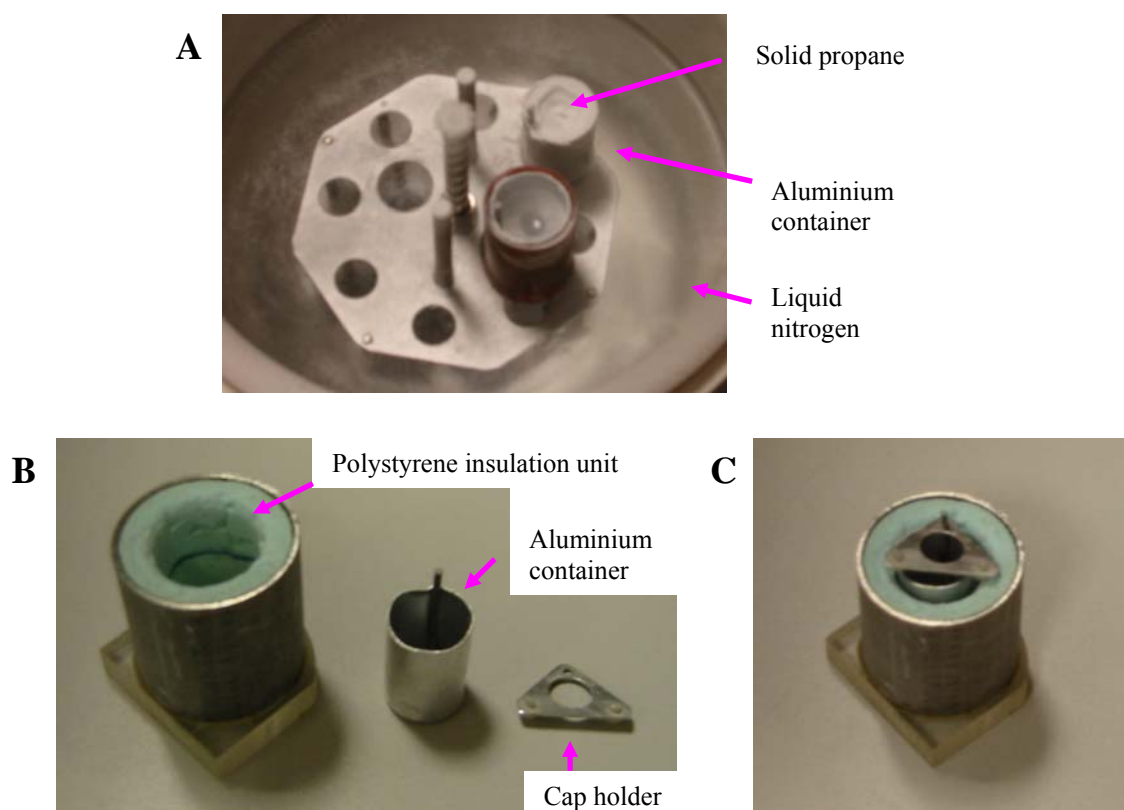 A
Solid propane
Aluminium
container
Liquid
nitrogen
B
Polystyrene insulation unit
Aluminium
container
Cap holder
C